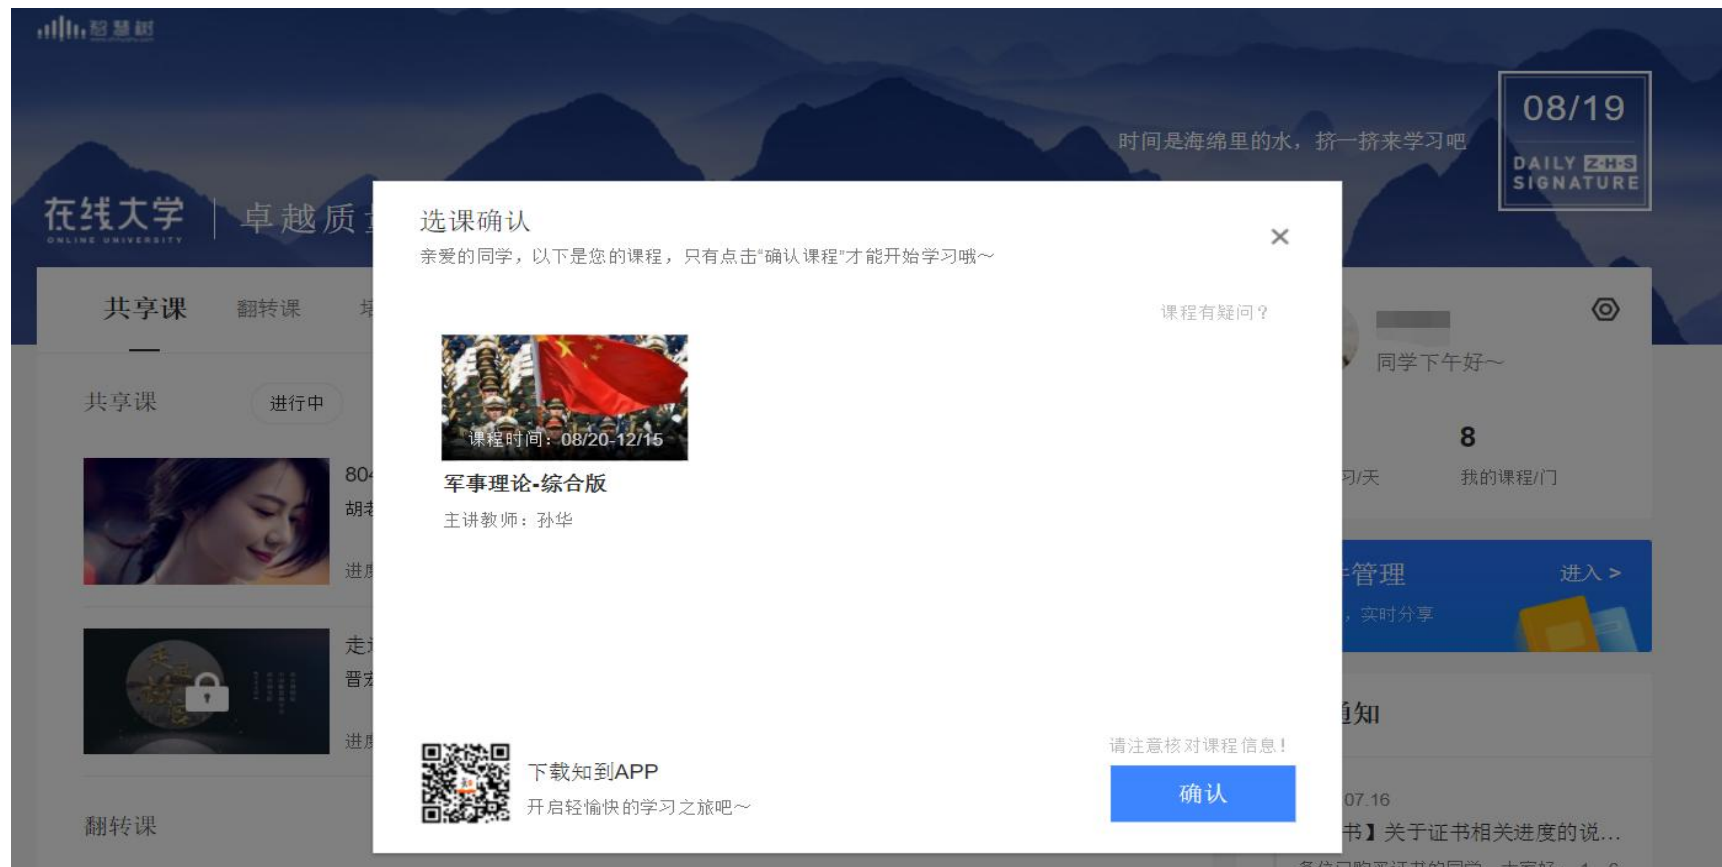 智慧树
08/19
时间是海绵里的水，挤一挤来学习吧
DAILY Z·H·S
SIGNATURE
在线大学
ONLINE UNIVERSITY
卓越质
选课确认
亲爱的同学，以下是您的课程，只有点击“确认课程”才能开始学习哦～
共享课
翻转课
课程有疑问？
同学下午好～
共享课
进行中
课程时间：08/20-12/15
8
804
军事理论-综合版
习/天
我的课程/门
胡老
主讲教师：孙华
管理
进入 >
，实时分享
走
晋
通知
请注意核对课程信息！
下载知到APP
确认
开启轻愉快的学习之旅吧～
07.16
翻转课
书】关于证书相关进度的说...